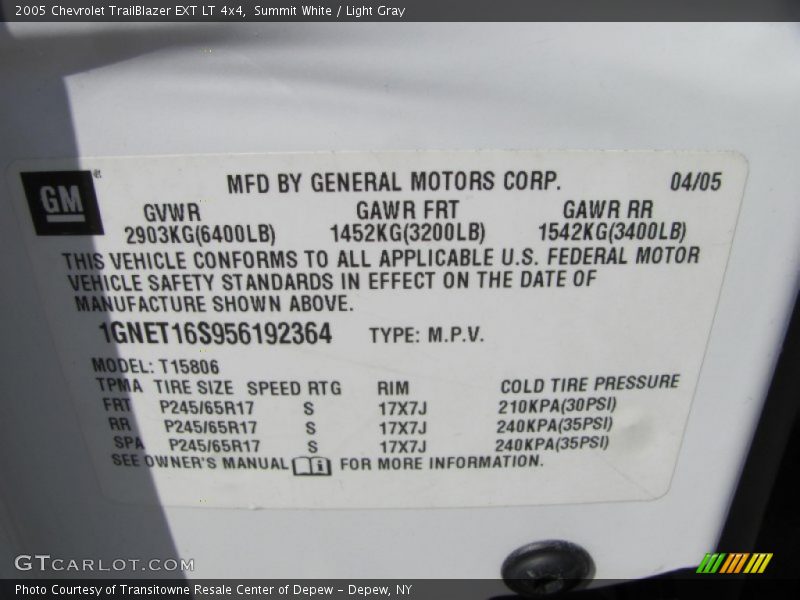 2005 Chevrolet TrailBlazer EXT LT 4x4, Summit White / Light Gray
GM
MFD BY GENERAL MOTORS CORP. 04/05
GVWR GAWR FRT GAWR RR
2903KG(6400LB) 1452KG(3200LB) 1542KG(3400LB)
THIS VEHICLE CONFORMS TO ALL APPLICABLE U.S. FEDERAL MOTOR
VEHICLE SAFETY STANDARDS IN EFFECT ON THE DATE OF
MANUFACTURE SHOWN ABOVE.
1GNET16S956192364 TYPE: M.P.V.
MODEL: T15806
TPMA TIRE SIZE SPEED RTG RIM COLD TIRE PRESSURE
FRT P245/65R17 S 17X7J 210KPA(30PSI)
RR P245/65R17 S 17X7J 240KPA(35PSI)
SPA P245/65R17 S 17X7J 240KPA(35PSI)
SEE OWNER'S MANUAL FOR MORE INFORMATION.
GTCARLOT.COM
Photo Courtesy of Transitowne Resale Center of Depew - Depew, NY